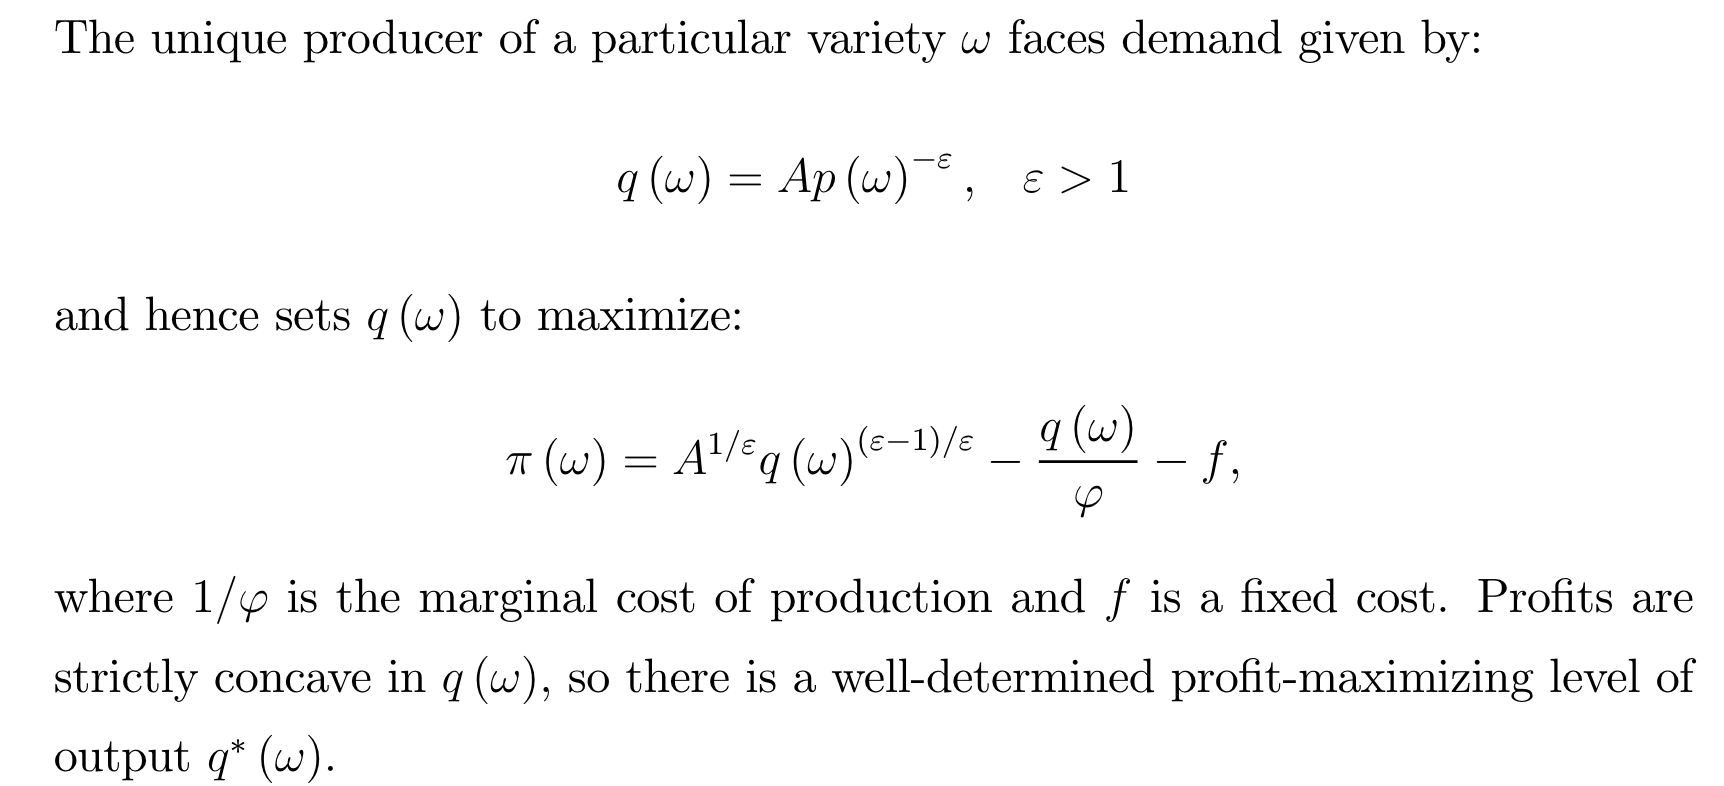 The unique producer of a particular variety ω faces demand given by:
q (ω) = Ap (ω)^{−ε} ,   ε > 1
and hence sets q (ω) to maximize:
π (ω) = A^{1/ε}q (ω)^{(ε−1)/ε} − \frac{q (ω)}{φ} − f,
where 1/φ is the marginal cost of production and f is a fixed cost. Profits are
strictly concave in q (ω), so there is a well-determined profit-maximizing level of
output q* (ω).